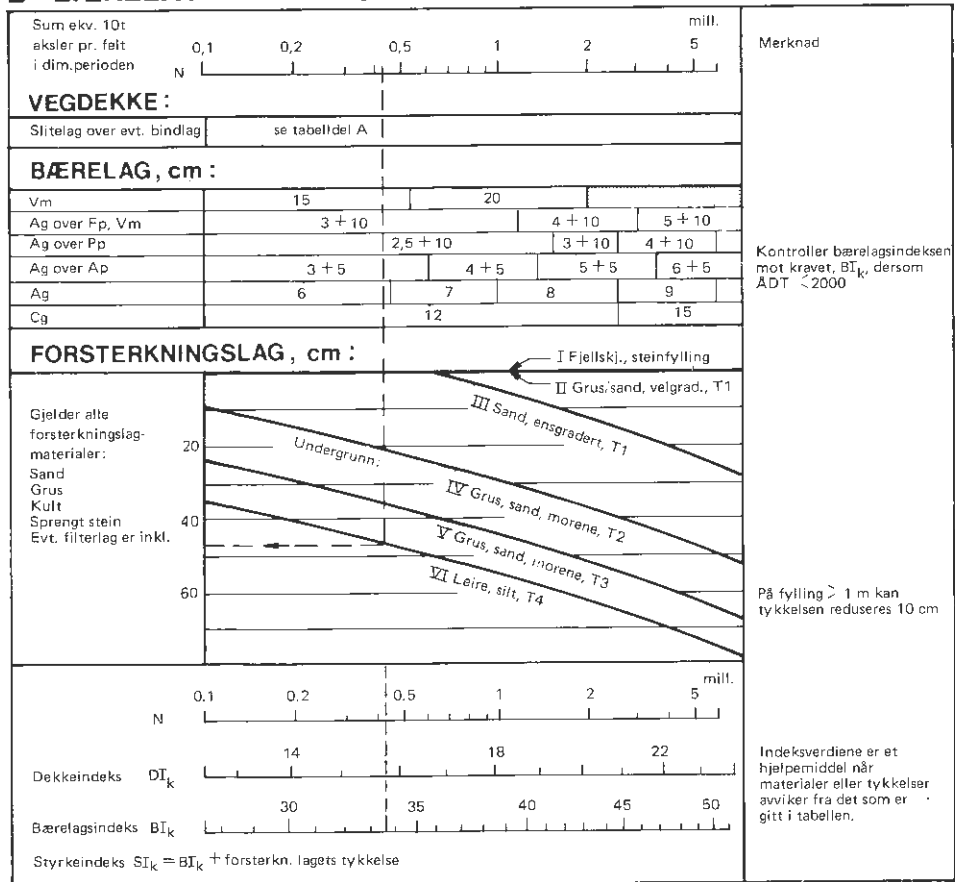 Sum ekv. 10t
aksler pr. felt
i dim.perioden
mill.
N 0,1 0,2 0,5 1 2 5
Merknad
VEGDEKKE:
Slitelag over evt. bindlag se tabelldel A
BÆRELAG, cm:
Vm 15 20
Ag over Fp, Vm 3 + 10 4 + 10 5 + 10
Ag over Pp 2,5 + 10 3 + 10 4 + 10
Ag over Ap 3 + 5 4 + 5 5 + 5 6 + 5
Ag 6 7 8 9
Cg 12 15
Kontroller bærelagsindeksen
mot kravet, BIk, dersom
ÅDT <2000
FORSTERKNINGSLAG, cm:
I Fjellskj., steinfylling
II Grus/sand, velgrad., T1
III Sand, ensgradert, T1
Undergrunn:
IV Grus, sand, morene, T2
V Grus, sand, morene, T3
VI Leire, silt, T4
Gjelder alle
forsterkningslag-
materialer:
Sand
Grus
Kult
Sprengt stein
Evt. filterlag er inkl.
20
40
60
På fylling > 1 m kan
tykkelsen reduseres 10 cm
mill.
N 0.1 0,2 0.5 1 2 5
Dekkeindeks DIk 14 18 22
Bærelagsindeks BIk 30 35 40 45 50
Styrkeindeks SIk = BIk + forsterkn. lagets tykkelse
Indeksverdiene er et
hjelpemiddel når
materialer eller tykkelser
avviker fra det som er
gitt i tabellen.